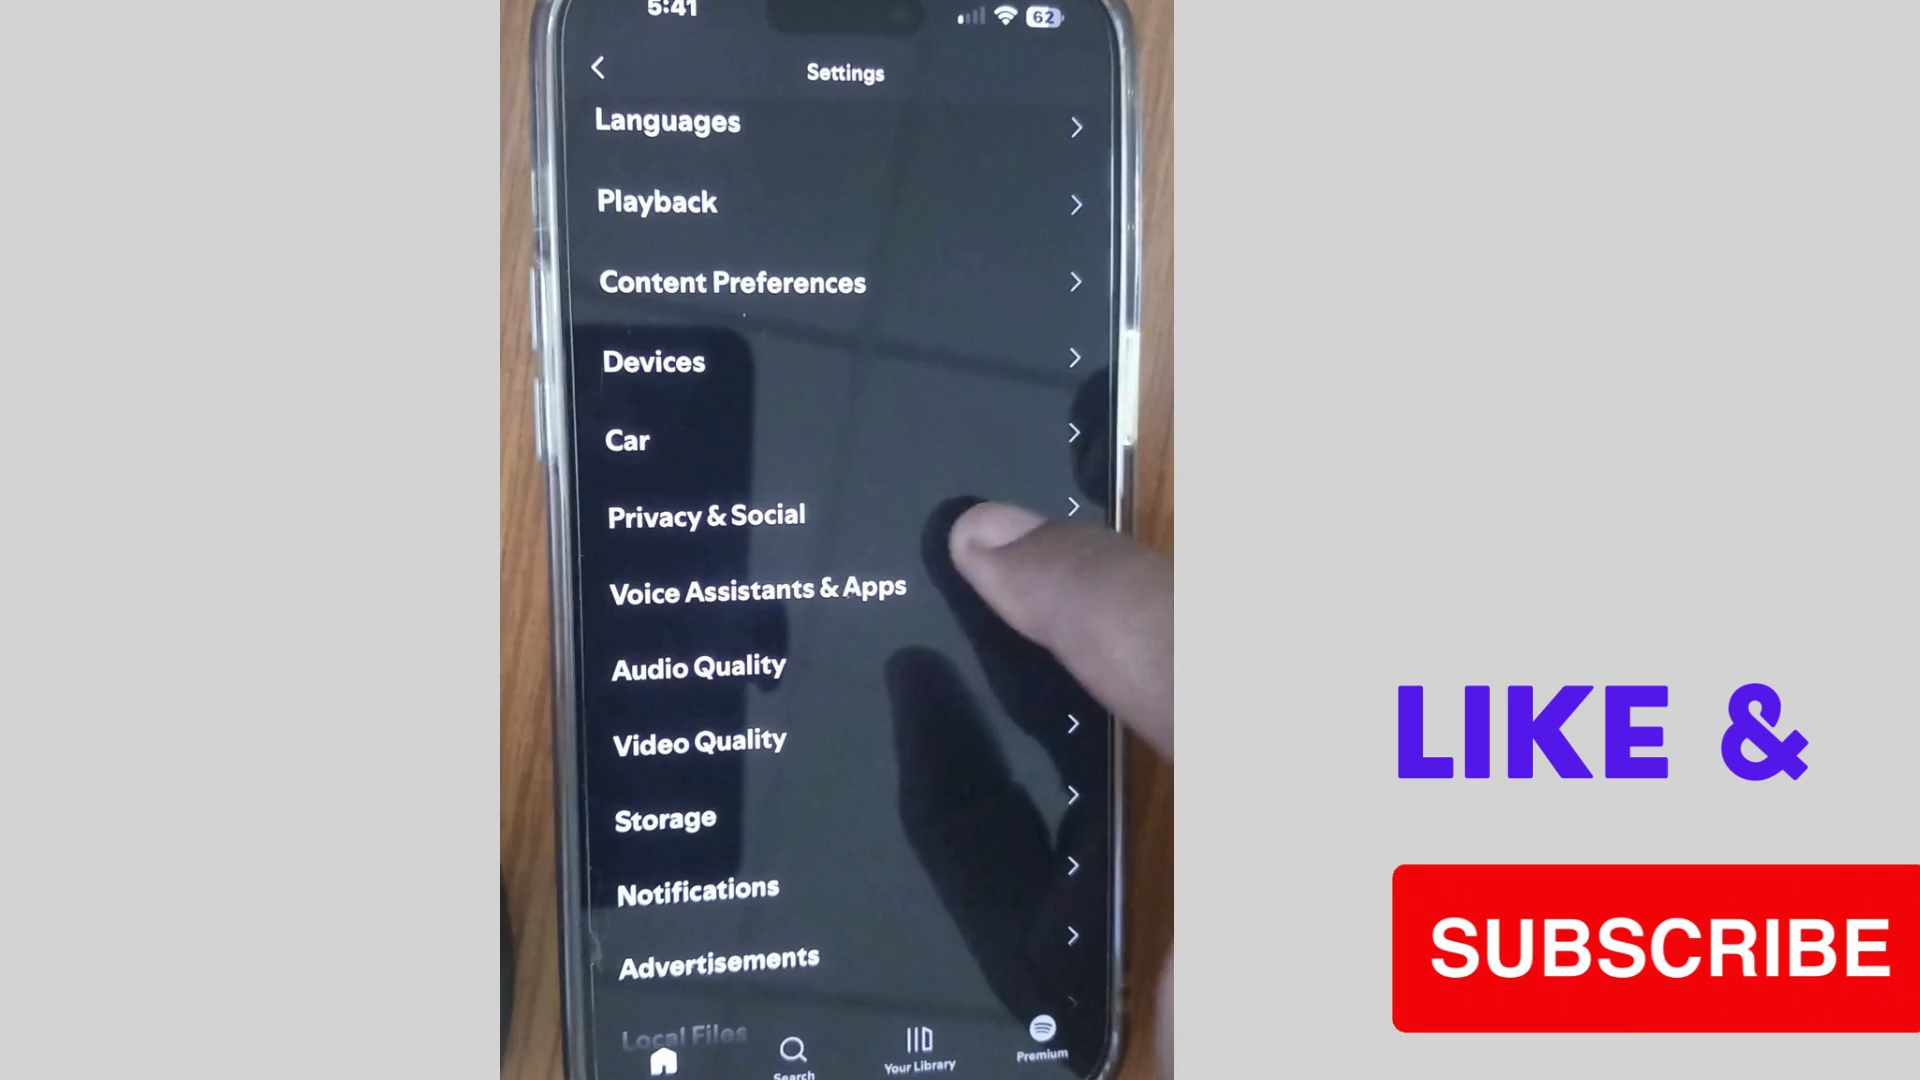 5:41
62
Settings
Languages
Playback
Content Preferences
Devices
Car
Privacy & Social
Voice Assistants & Apps
Audio Quality
Video Quality
Storage
Notifications
Advertisements
Local Files
Search
Your Library
Premium
LIKE &
SUBSCRIBE